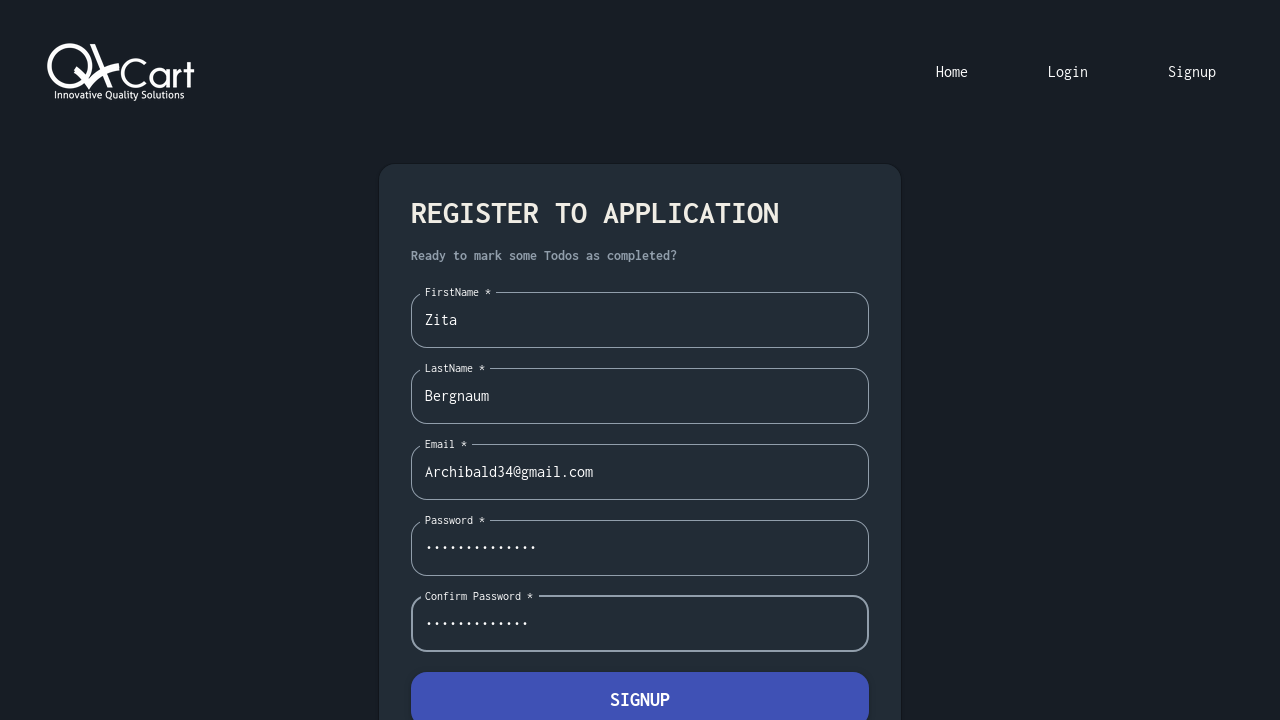 QKCart
Innovative Quality Solutions
Home
Login
Signup
REGISTER TO APPLICATION
Ready to mark some Todos as completed?
FirstName *
Zita
LastName *
Bergnaum
Email *
Archibald34@gmail.com
Password *
••••••••••••••
Confirm Password *
•••••••••••••
SIGNUP